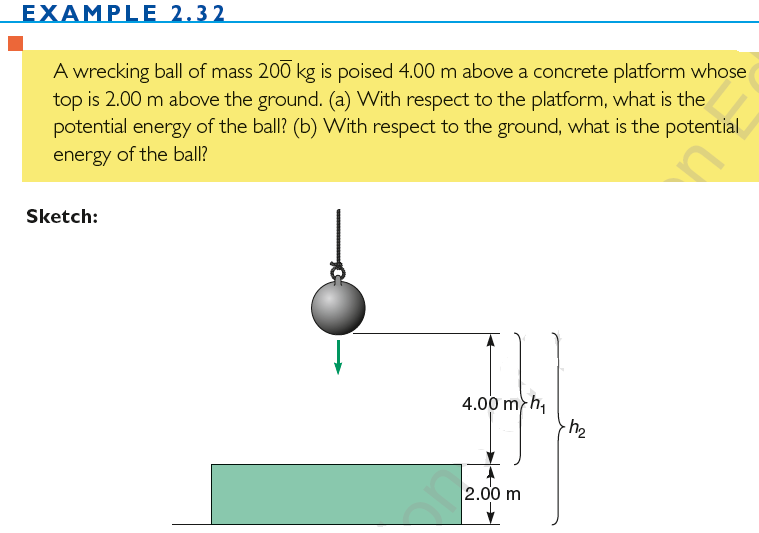 EXAMPLE 2.32
A wrecking ball of mass 200̅ kg is poised 4.00 m above a concrete platform whose
top is 2.00 m above the ground. (a) With respect to the platform, what is the
potential energy of the ball? (b) With respect to the ground, what is the potential
energy of the ball?
Sketch:
4.00 m h₁
h₂
2.00 m